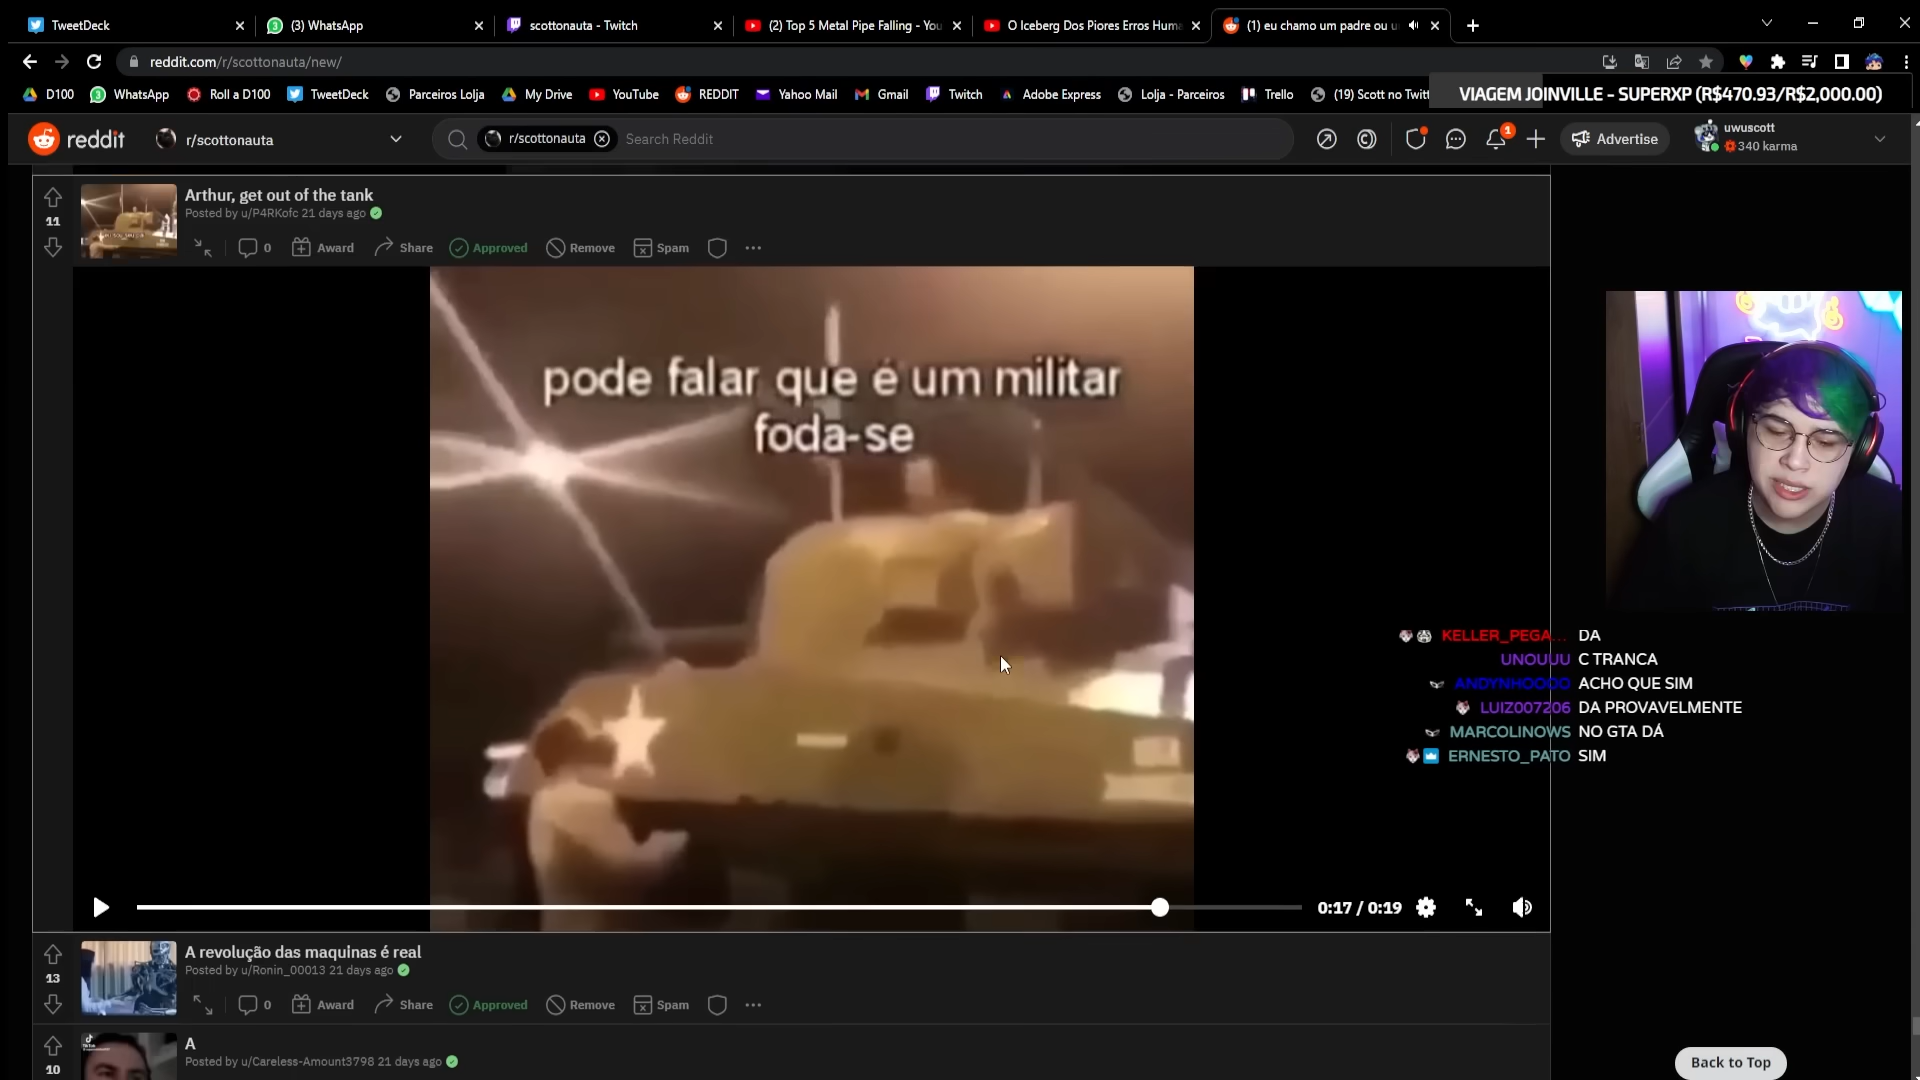 TweetDeck
(3) WhatsApp
scottonauta - Twitch
(2) Top 5 Metal Pipe Falling - You
O Iceberg Dos Piores Erros Huma
(1) eu chamo um padre ou u
reddit.com/r/scottonauta/new/
D100
WhatsApp
Roll a D100
TweetDeck
Parceiros Lolja
My Drive
YouTube
REDDIT
Yahoo Mail
Gmail
Twitch
Adobe Express
Lolja - Parceiros
Trello
(19) Scott no Twitt
VIAGEM JOINVILLE - SUPERXP (R$470.93/R$2,000.00)
reddit
r/scottonauta
r/scottonauta
Search Reddit
1
Advertise
uwuscott
340 karma
11
Arthur, get out of the tank
Posted by u/P4RKofc 21 days ago
0 Award Share Approved Remove Spam
pode falar que é um militar
foda-se
KELLER_PEGA... DA
UNOUUU C TRANCA
ANDYNHOOOO ACHO QUE SIM
LUIZ007206 DA PROVAVELMENTE
MARCOLINOWS NO GTA DÁ
ERNESTO_PATO SIM
0:17 / 0:19
13
A revolução das maquinas é real
Posted by u/Ronin_00013 21 days ago
0 Award Share Approved Remove Spam
10
A
Posted by u/Careless-Amount3798 21 days ago
Back to Top